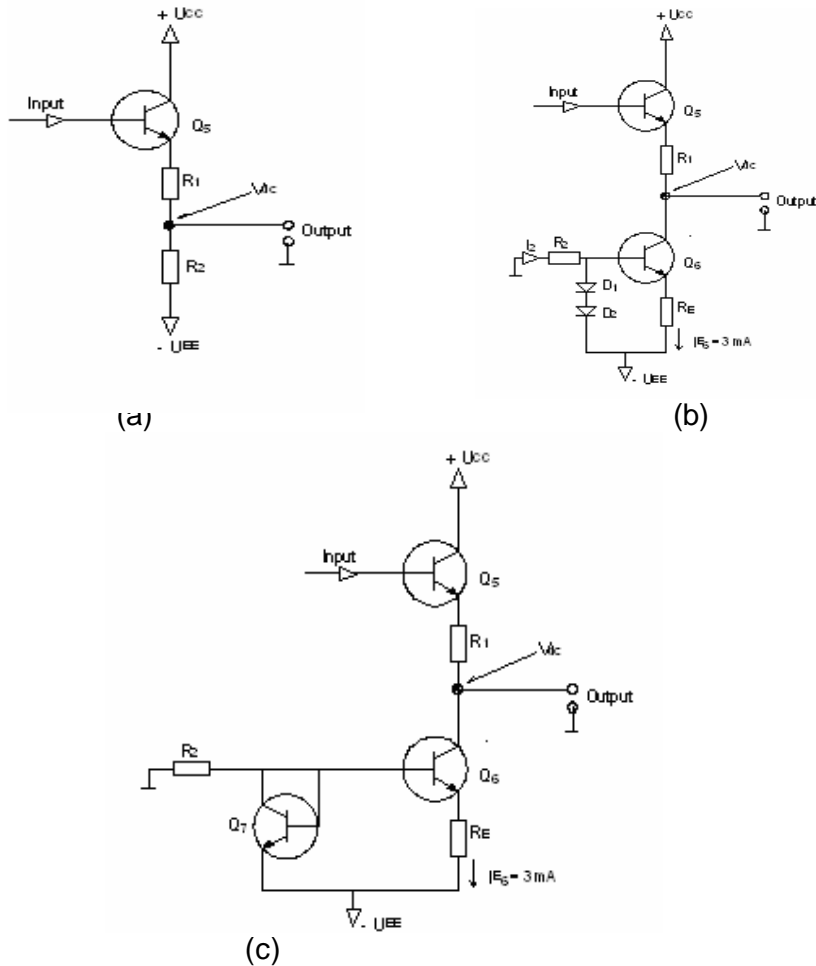 + Ucc
Input
Q5
R1
Vdc
Output
R2
- UEE
(a)
+ Ucc
Input
Q5
R1
Vdc
Output
I2
R2
Q6
D1
D2
RE
IE6 = 3 mA
- UEE
(b)
+ Ucc
Input
Q5
R1
Vdc
Output
R2
Q6
Q7
RE
IE6 = 3 mA
- UEE
(c)